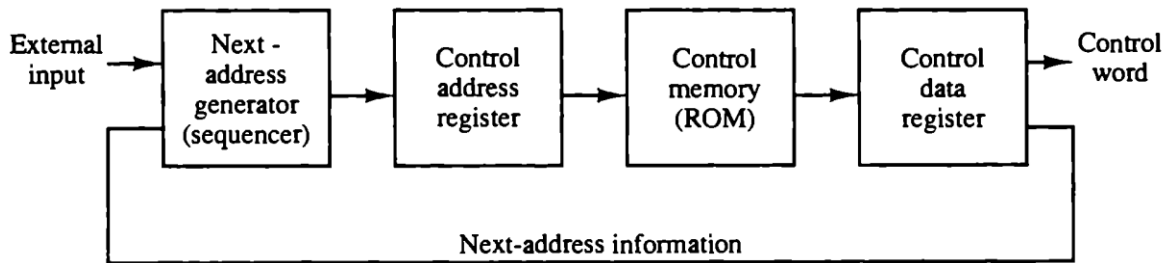 External
input
Next -
address
generator
(sequencer)
Control
address
register
Control
memory
(ROM)
Control
data
register
Control
word
Next-address information